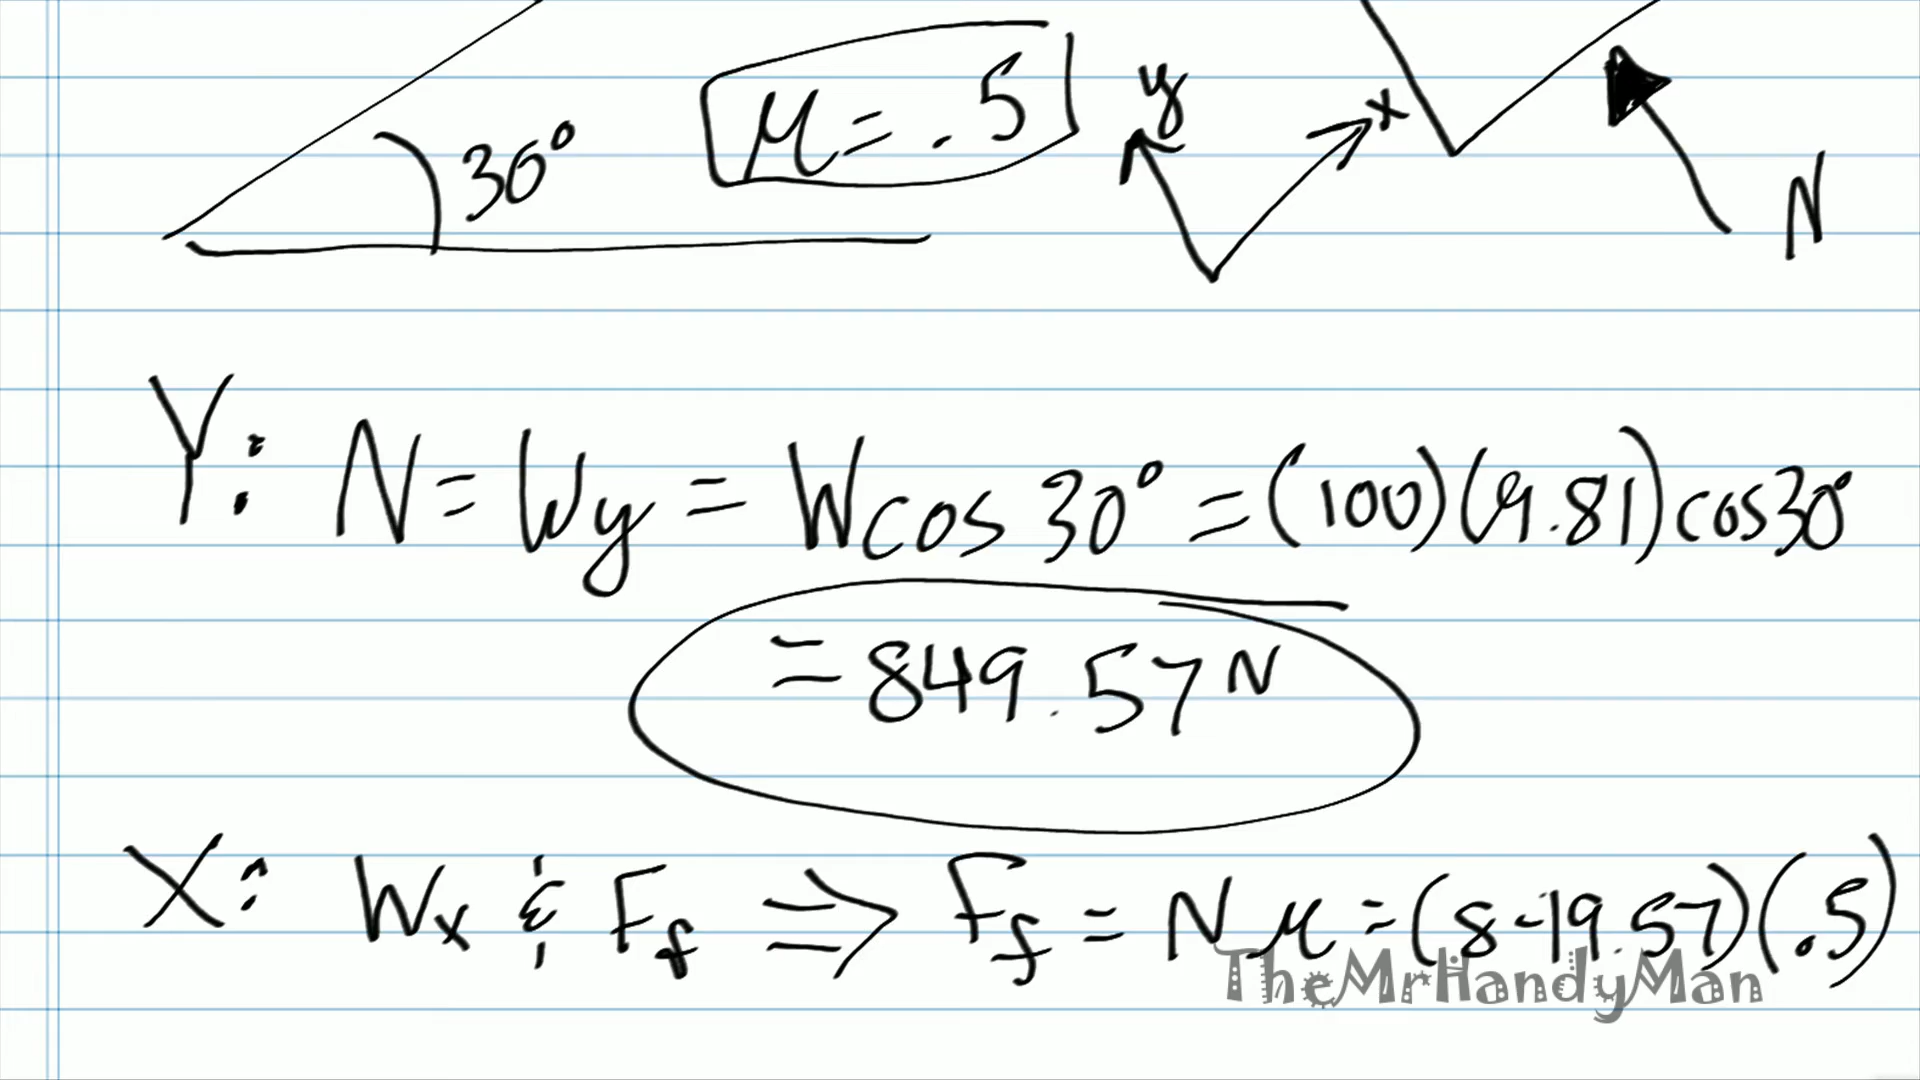 μ = .5
y
x
30°
N
Y: N = Wy = W cos 30° = (100)(9.81) cos 30°
= 849.57 N
X: Wx & Ff ⇒ Ff = N μ = (849.57)(.5)
TheMrHandyMan